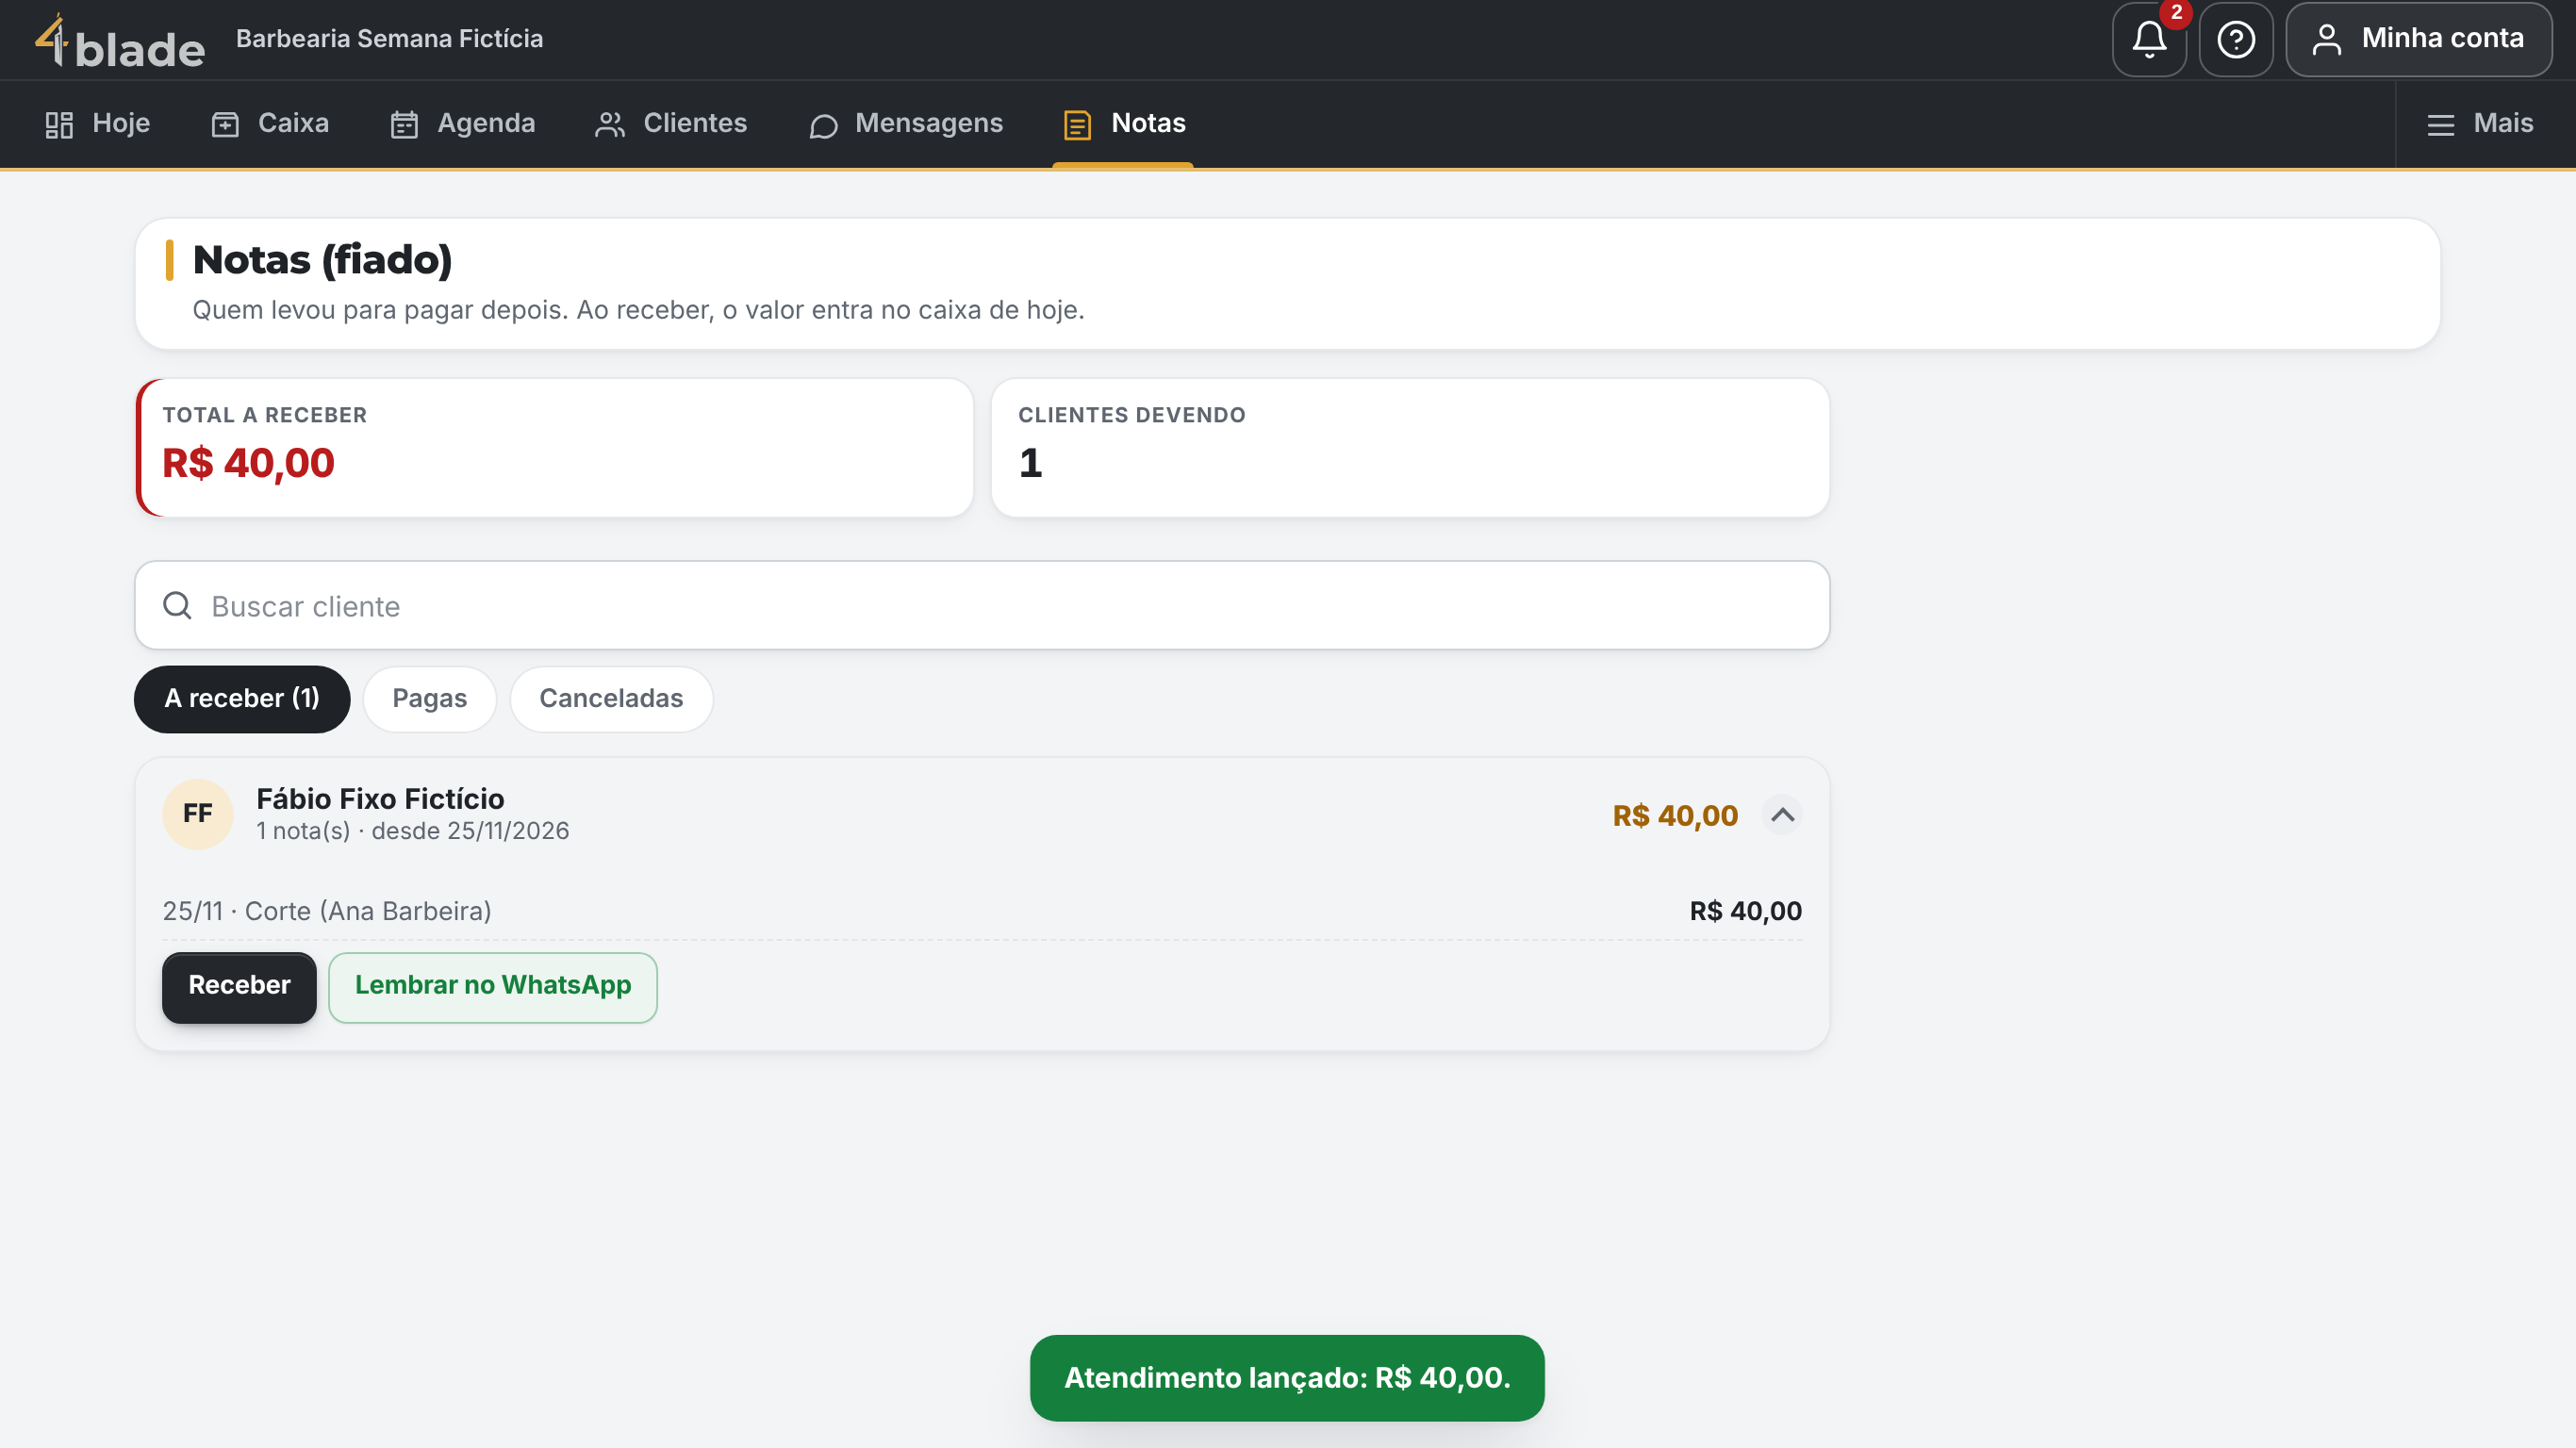 4blade
Barbearia Semana Fictícia
2
Minha conta
Hoje
Caixa
Agenda
Clientes
Mensagens
Notas
Mais
Notas (fiado)
Quem levou para pagar depois. Ao receber, o valor entra no caixa de hoje.
TOTAL A RECEBER
R$ 40,00
CLIENTES DEVENDO
1
Buscar cliente
A receber (1)
Pagas
Canceladas
FF
Fábio Fixo Fictício
1 nota(s) · desde 25/11/2026
R$ 40,00
25/11 · Corte (Ana Barbeira)
R$ 40,00
Receber
Lembrar no WhatsApp
Atendimento lançado: R$ 40,00.